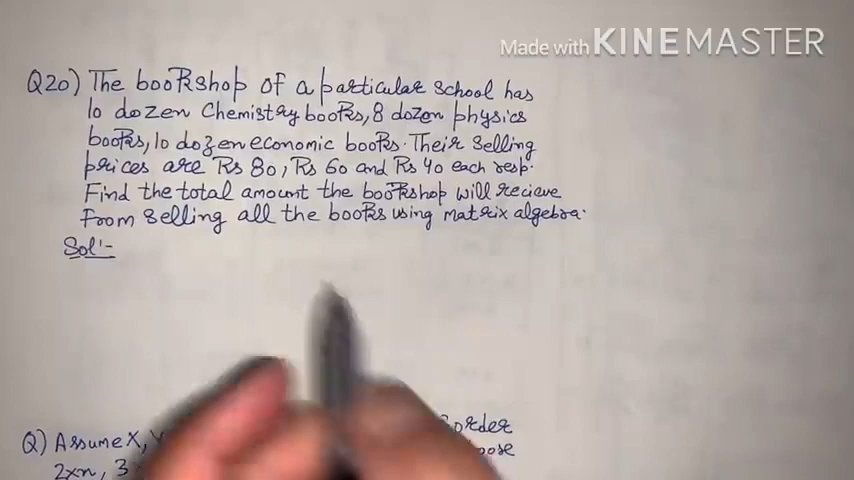 Made with KINEMASTER
Q20) The bookshop of a particular school has
10 dozen Chemistry books, 8 dozen physics
books, 10 dozen economic books. Their selling
prices are Rs 80, Rs 60 and Rs 40 each resp.
Find the total amount the bookshop will recieve
From selling all the books using matrix algebra.
Sol':-
Q) Assume X, order
2xn, 3